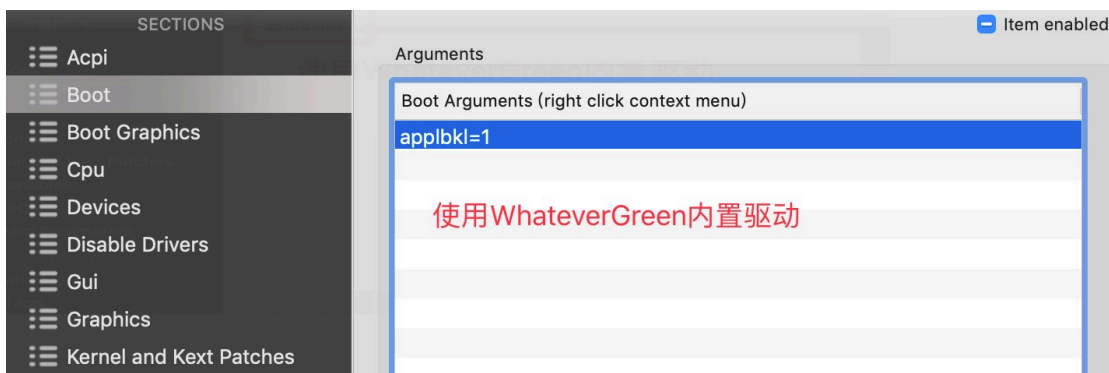 SECTIONS
Acpi
Boot
Boot Graphics
Cpu
Devices
Disable Drivers
Gui
Graphics
Kernel and Kext Patches
Item enabled
Arguments
Boot Arguments (right click context menu)
applbkl=1
使用WhateverGreen内置驱动